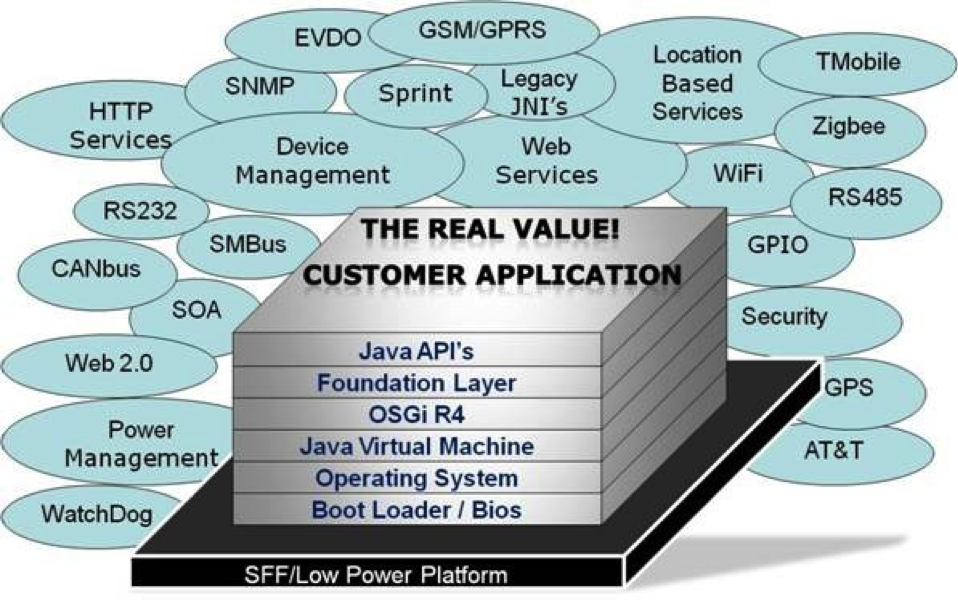 EVDO
GSM/GPRS
Location
Based
Services
TMobile
SNMP
Sprint
Legacy
JNI's
HTTP
Services
Zigbee
Device
Management
Web
Services
WiFi
RS485
RS232
SMBus
GPIO
CANbus
SOA
Security
Web 2.0
GPS
Power
Management
AT&T
WatchDog
THE REAL VALUE!
CUSTOMER APPLICATION
Java API's
Foundation Layer
OSGi R4
Java Virtual Machine
Operating System
Boot Loader / Bios
SFF/Low Power Platform